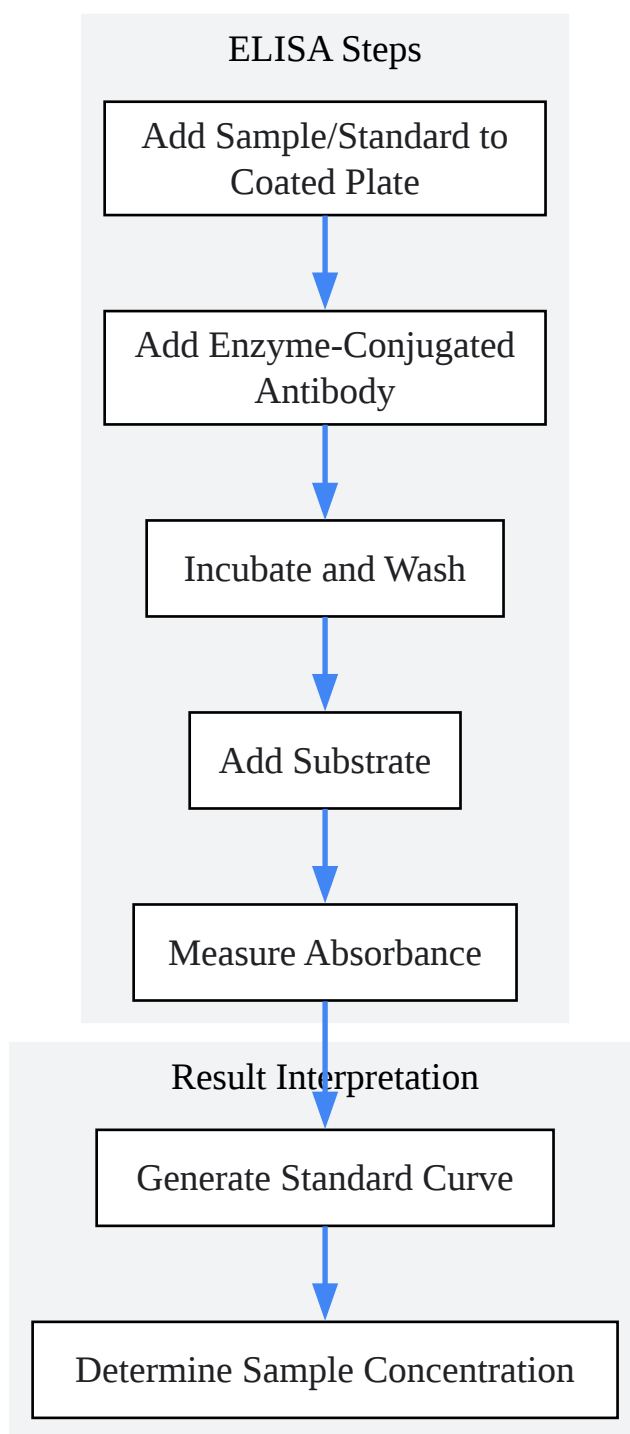 ELISA Steps
Add Sample/Standard to
Coated Plate
Add Enzyme-Conjugated
Antibody
Incubate and Wash
Add Substrate
Measure Absorbance
Result Interpretation
Generate Standard Curve
Determine Sample Concentration